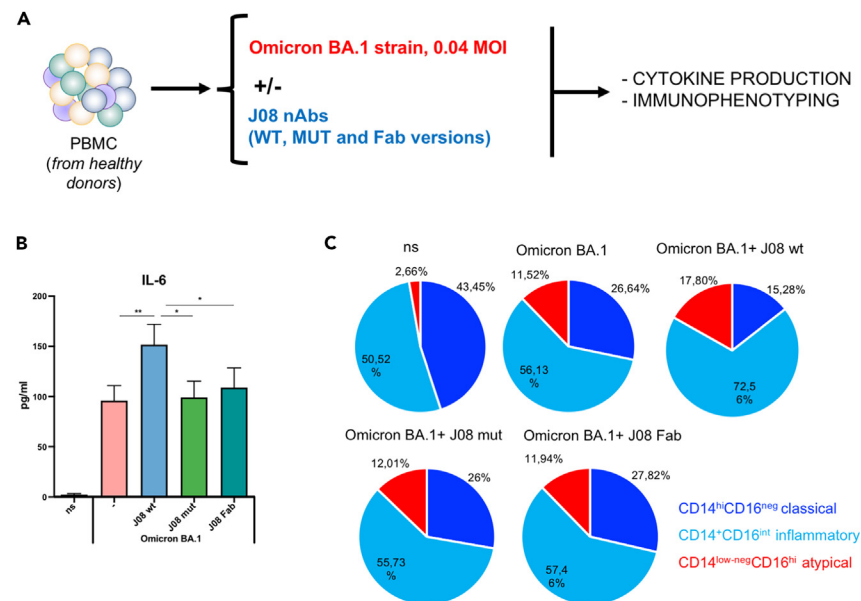 A
PBMC
(from healthy
donors)
Omicron BA.1 strain, 0.04 MOI
+/-
J08 nAbs
(WT, MUT and Fab versions)
- CYTOKINE PRODUCTION
- IMMUNOPHENOTYPING
B
IL-6
pg/ml
200
150
100
50
0
**
*
*
ns
-
J08 wt
J08 mut
J08 Fab
Omicron BA.1
C
ns
2,66%
43,45%
50,52
%
Omicron BA.1
11,52%
26,64%
56,13
%
Omicron BA.1+ J08 wt
17,80%
15,28%
72,5
6%
Omicron BA.1+ J08 mut
12,01%
26%
55,73
%
Omicron BA.1+ J08 Fab
11,94%
27,82%
57,4
6%
CD14hiCD16neg classical
CD14+CD16int inflammatory
CD14low-negCD16hi atypical